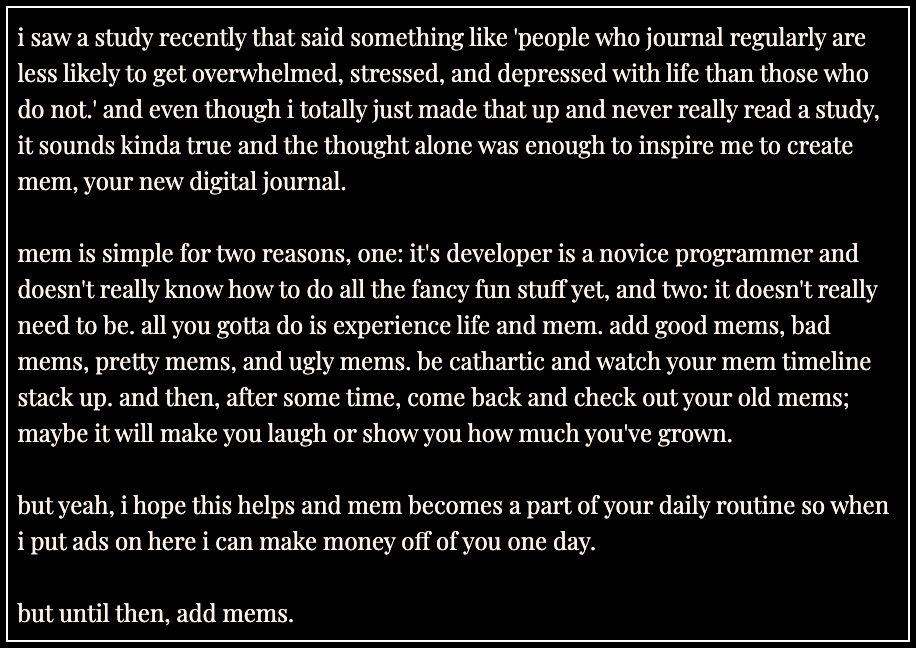 i saw a study recently that said something like 'people who journal regularly are
less likely to get overwhelmed, stressed, and depressed with life than those who
do not.' and even though i totally just made that up and never really read a study,
it sounds kinda true and the thought alone was enough to inspire me to create
mem, your new digital journal.
mem is simple for two reasons, one: it's developer is a novice programmer and
doesn't really know how to do all the fancy fun stuff yet, and two: it doesn't really
need to be. all you gotta do is experience life and mem. add good mems, bad
mems, pretty mems, and ugly mems. be cathartic and watch your mem timeline
stack up. and then, after some time, come back and check out your old mems;
maybe it will make you laugh or show you how much you've grown.
but yeah, i hope this helps and mem becomes a part of your daily routine so when
i put ads on here i can make money off of you one day.
but until then, add mems.